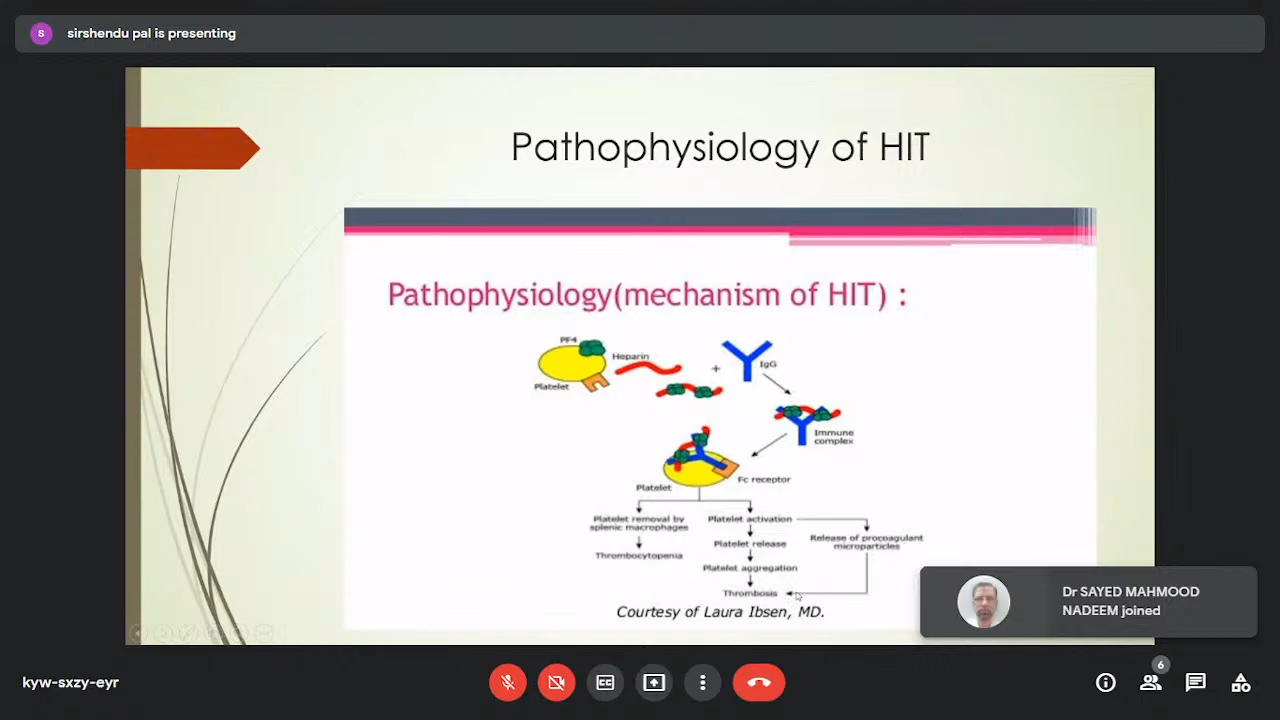 S
sirshendu pal is presenting
Pathophysiology of HIT
Pathophysiology(mechanism of HIT) :
PF4
Heparin
+
IgG
Platelet
Immune
complex
Fc receptor
Platelet
Platelet removal by
splenic macrophages
Platelet activation
Release of procoagulant
microparticles
Platelet release
Thrombocytopenia
Platelet aggregation
Thrombosis
Courtesy of Laura Ibsen, MD.
Dr SAYED MAHMOOD
NADEEM joined
kyw-sxzy-eyr
CC
6